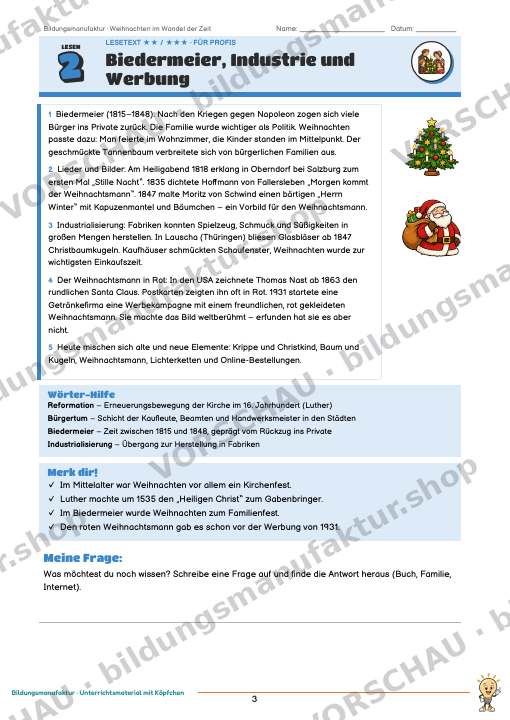 Bildungsmanufaktur · Weihnachten im Wandel der Zeit Name: Datum:
LESEN
2
LESETEXT ★★ / ★★★ · FÜR PROFIS
Biedermeier, Industrie und
Werbung
1 Biedermeier (1815–1848): Nach den Kriegen gegen Napoleon zogen sich viele
Bürger ins Private zurück. Die Familie wurde wichtiger als Politik. Weihnachten
passte dazu: Man feierte im Wohnzimmer, die Kinder standen im Mittelpunkt. Der
geschmückte Tannenbaum verbreitete sich von bürgerlichen Familien aus.
2 Lieder und Bilder: Am Heiligabend 1818 erklang in Oberndorf bei Salzburg zum
ersten Mal „Stille Nacht“. 1835 dichtete Hoffmann von Fallersleben „Morgen kommt
der Weihnachtsmann“. 1847 malte Moritz von Schwind einen bärtigen „Herrn
Winter“ mit Kapuzenmantel und Bäumchen – ein Vorbild für den Weihnachtsmann.
3 Industrialisierung: Fabriken konnten Spielzeug, Schmuck und Süßigkeiten in
großen Mengen herstellen. In Lauscha (Thüringen) bliesen Glasbläser ab 1847
Christbaumkugeln. Kaufhäuser schmückten Schaufenster, Weihnachten wurde zur
wichtigsten Einkaufszeit.
4 Der Weihnachtsmann in Rot: In den USA zeichnete Thomas Nast ab 1863 den
rundlichen Santa Claus. Postkarten zeigten ihn oft in Rot. 1931 startete eine
Getränkefirma eine Werbekampagne mit einem freundlichen, rot gekleideten
Weihnachtsmann. Sie machte das Bild weltberühmt – erfunden hat sie es aber
nicht.
5 Heute mischen sich alte und neue Elemente: Krippe und Christkind, Baum und
Kugeln, Weihnachtsmann, Lichterketten und Online-Bestellungen.
Wörter-Hilfe
Reformation – Erneuerungsbewegung der Kirche im 16. Jahrhundert (Luther)
Bürgertum – Schicht der Kaufleute, Beamten und Handwerksmeister in den Städten
Biedermeier – Zeit zwischen 1815 und 1848, geprägt vom Rückzug ins Private
Industrialisierung – Übergang zur Herstellung in Fabriken
Merk dir!
✓ Im Mittelalter war Weihnachten vor allem ein Kirchenfest.
✓ Luther machte um 1535 den „Heiligen Christ“ zum Gabenbringer.
✓ Im Biedermeier wurde Weihnachten zum Familienfest.
✓ Den roten Weihnachtsmann gab es schon vor der Werbung von 1931.
Meine Frage:
Was möchtest du noch wissen? Schreibe eine Frage auf und finde die Antwort heraus (Buch, Familie,
Internet).
Bildungsmanufaktur · Unterrichtsmaterial mit Köpfchen
3
VORSCHAU · bildungsmanufaktur.shop